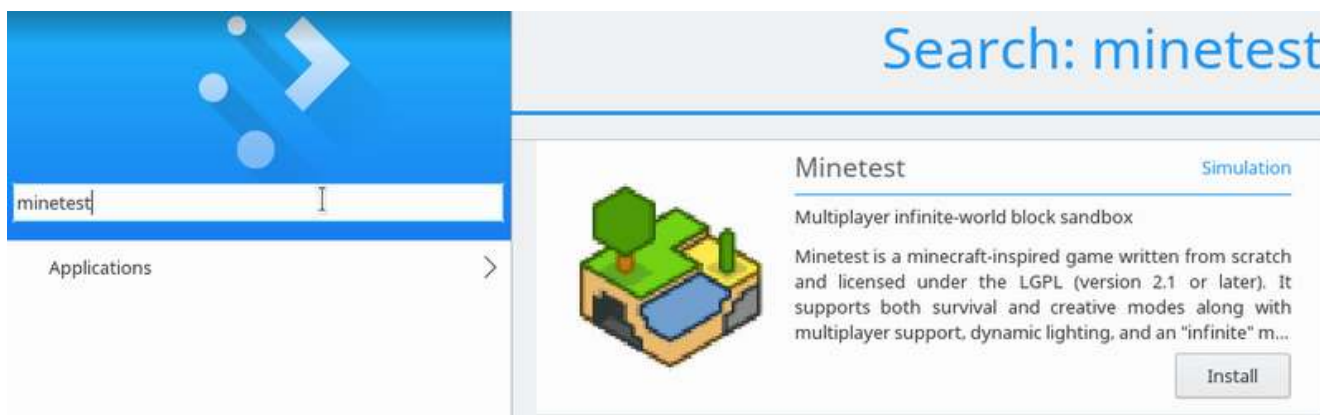 minetest
Applications
Search: minetest
Minetest
Simulation
Multiplayer infinite-world block sandbox
Minetest is a minecraft-inspired game written from scratch
and licensed under the LGPL (version 2.1 or later). It
supports both survival and creative modes along with
multiplayer support, dynamic lighting, and an "infinite" m...
Install